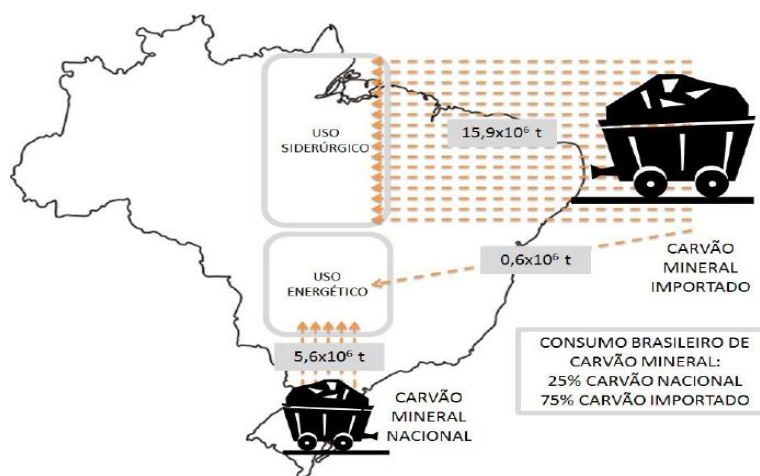 USO
SIDERÚRGICO
15,9x10⁶ t
USO
ENERGÉTICO
0,6x10⁶ t
CARVÃO
MINERAL
IMPORTADO
5,6x10⁶ t
CARVÃO
MINERAL
NACIONAL
CONSUMO BRASILEIRO DE
CARVÃO MINERAL:
25% CARVÃO NACIONAL
75% CARVÃO IMPORTADO